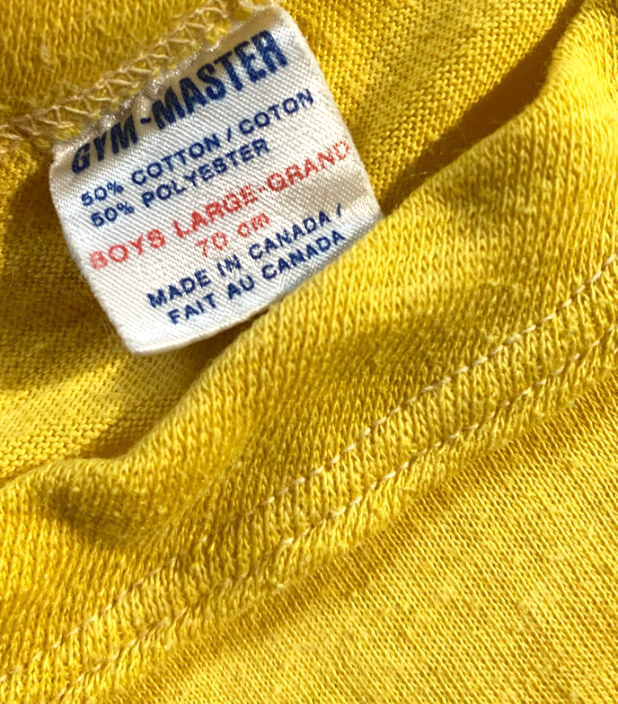 GYM-MASTER
50% COTTON / COTON
50% POLYESTER
BOYS LARGE-GRAND
70 cm
MADE IN CANADA /
FAIT AU CANADA